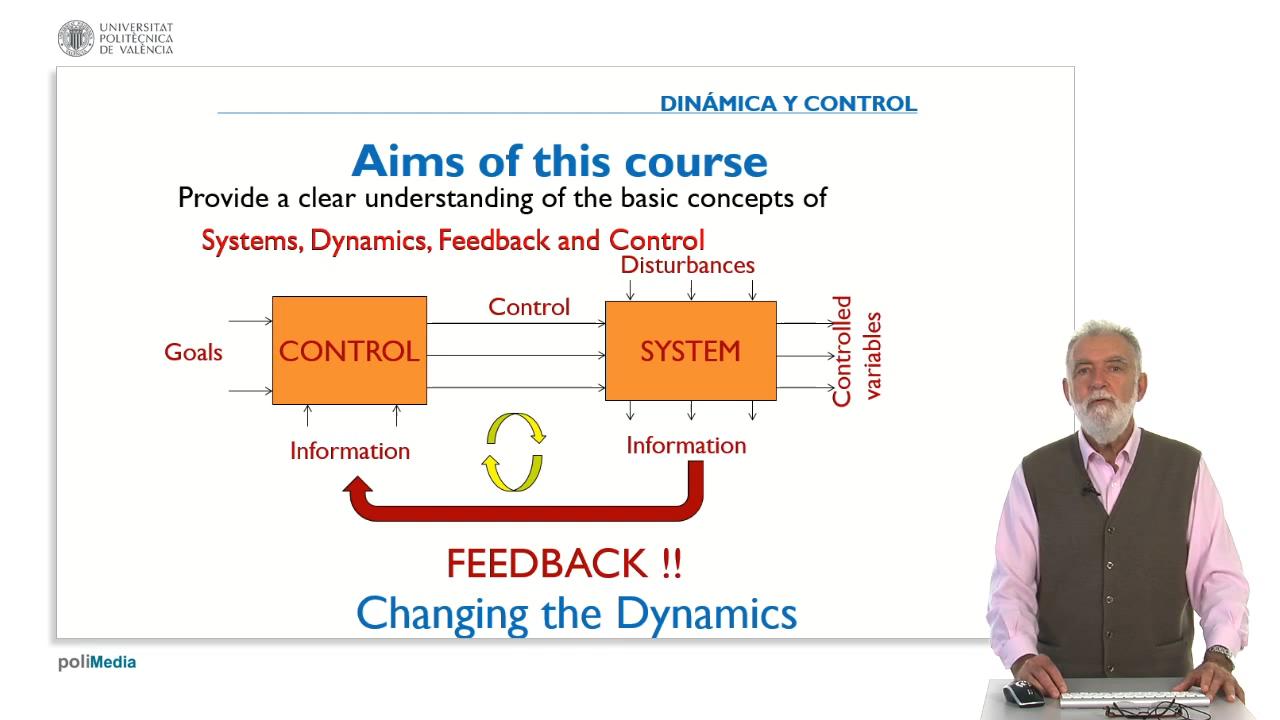 UNIVERSITAT
POLITÈCNICA
DE VALÈNCIA
DINÁMICA Y CONTROL
Aims of this course
Provide a clear understanding of the basic concepts of
Systems, Dynamics, Feedback and Control
Disturbances
Control
Goals
CONTROL
SYSTEM
Controlled
variables
Information
Information
FEEDBACK !!
Changing the Dynamics
poliMedia